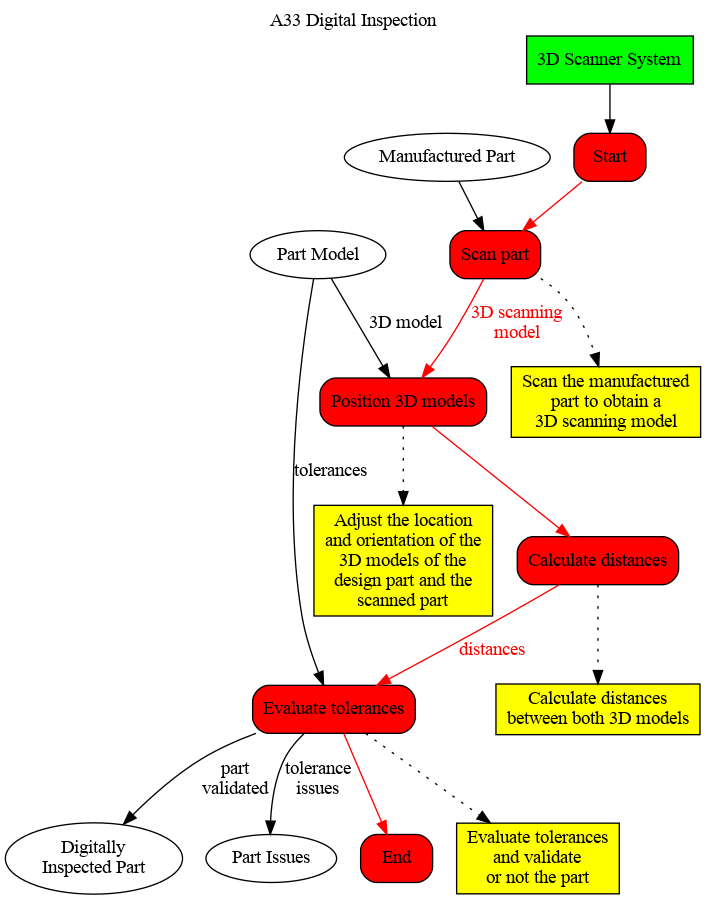 A33 Digital Inspection
3D Scanner System
Manufactured Part
Start
Part Model
Scan part
3D model
3D scanning
model
Scan the manufactured
part to obtain a
3D scanning model
Position 3D models
tolerances
Adjust the location
and orientation of the
3D models of the
design part and the
scanned part
Calculate distances
distances
Calculate distances
between both 3D models
Evaluate tolerances
part
validated
tolerance
issues
Digitally
Inspected Part
Part Issues
End
Evaluate tolerances
and validate
or not the part